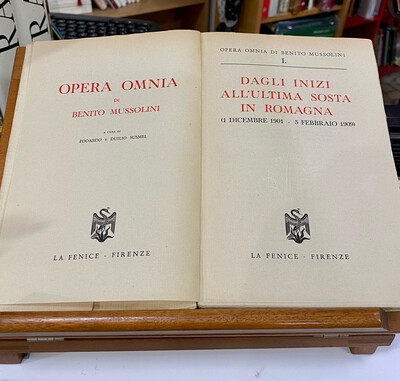 OPERA OMNIA
DI
BENITO MUSSOLINI
A CURA DI
EDOARDO E DUILIO SUSMEL
LA FENICE - FIRENZE
OPERA OMNIA DI BENITO MUSSOLINI
I.
DAGLI INIZI
ALL'ULTIMA SOSTA
IN ROMAGNA
(1 DICEMBRE 1901 - 5 FEBBRAIO 1909)
LA FENICE - FIRENZE